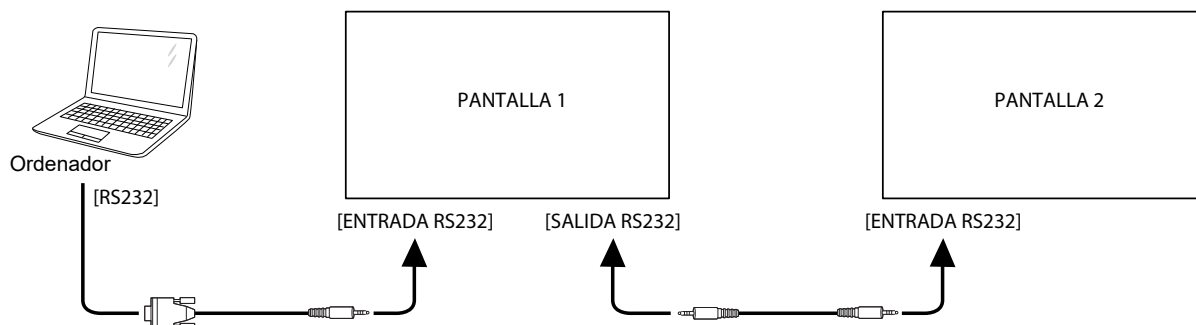 PANTALLA 1
PANTALLA 2
Ordenador
[RS232]
[ENTRADA RS232]
[SALIDA RS232]
[ENTRADA RS232]